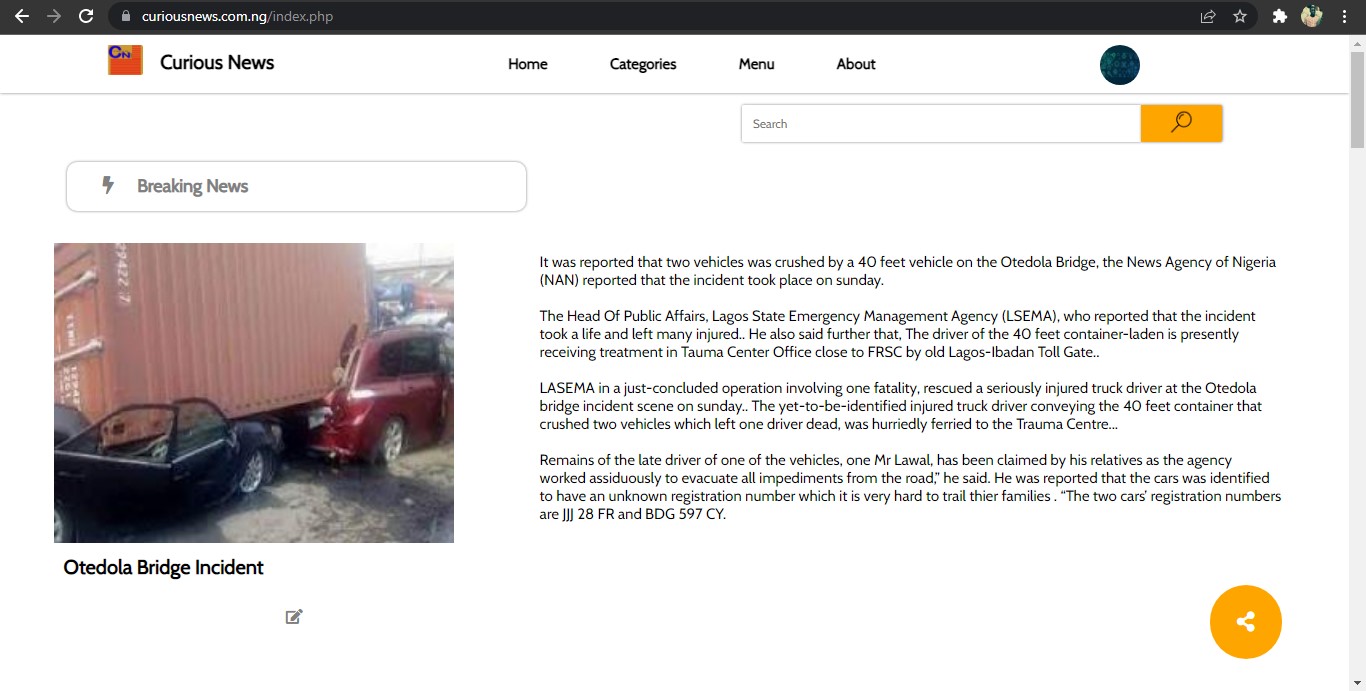 curiousnews.com.ng/index.php
CN
Curious News
Home
Categories
Menu
About
Search
Breaking News
It was reported that two vehicles was crushed by a 40 feet vehicle on the Otedola Bridge, the News Agency of Nigeria
(NAN) reported that the incident took place on sunday.
The Head Of Public Affairs, Lagos State Emergency Management Agency (LSEMA), who reported that the incident
took a life and left many injured.. He also said further that, The driver of the 40 feet container-laden is presently
receiving treatment in Tauma Center Office close to FRSC by old Lagos-Ibadan Toll Gate..
LASEMA in a just-concluded operation involving one fatality, rescued a seriously injured truck driver at the Otedola
bridge incident scene on sunday.. The yet-to-be-identified injured truck driver conveying the 40 feet container that
crushed two vehicles which left one driver dead, was hurriedly ferried to the Trauma Centre...
Remains of the late driver of one of the vehicles, one Mr Lawal, has been claimed by his relatives as the agency
worked assiduously to evacuate all impediments from the road,” he said. He was reported that the cars was identified
to have an unknown registration number which it is very hard to trail thier families . “The two cars’ registration numbers
are JJJ 28 FR and BDG 597 CY.
Otedola Bridge Incident